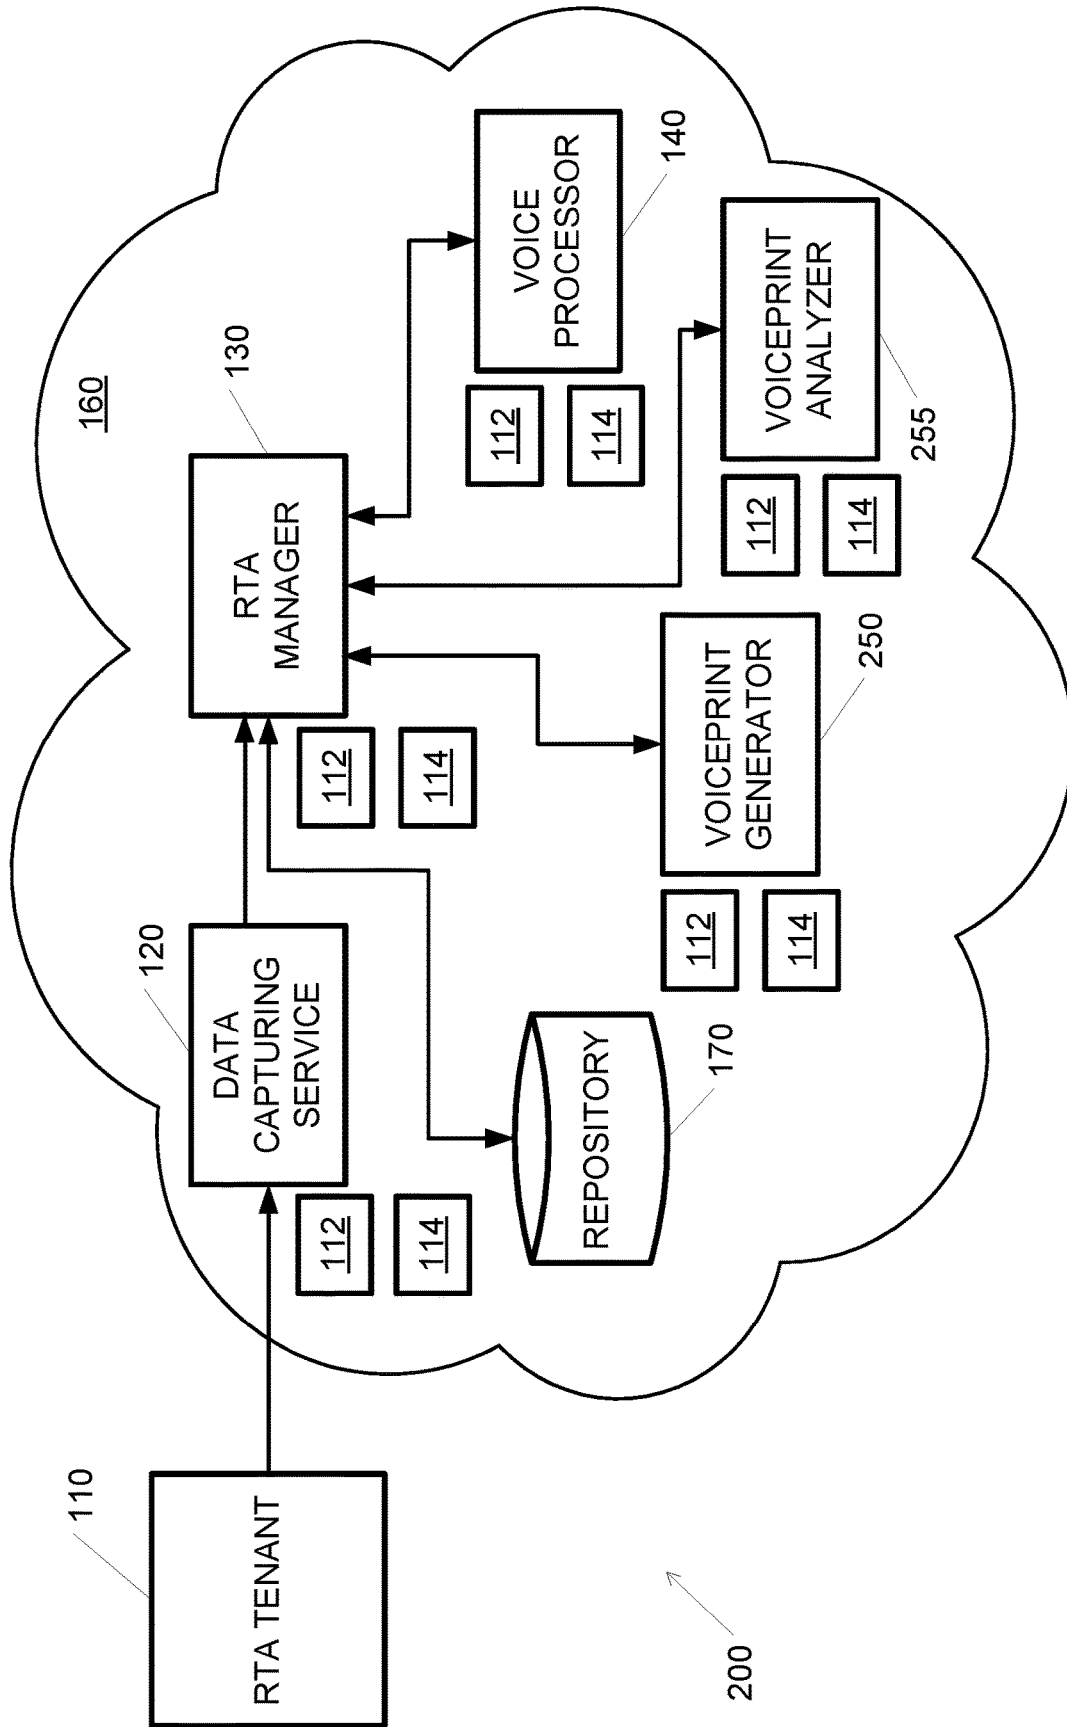 160
RTA TENANT
110
DATA
CAPTURING
SERVICE
120
112
114
RTA
MANAGER
130
112
114
VOICE
PROCESSOR
140
112
114
REPOSITORY
170
VOICEPRINT
GENERATOR
250
112
114
VOICEPRINT
ANALYZER
255
112
114
200